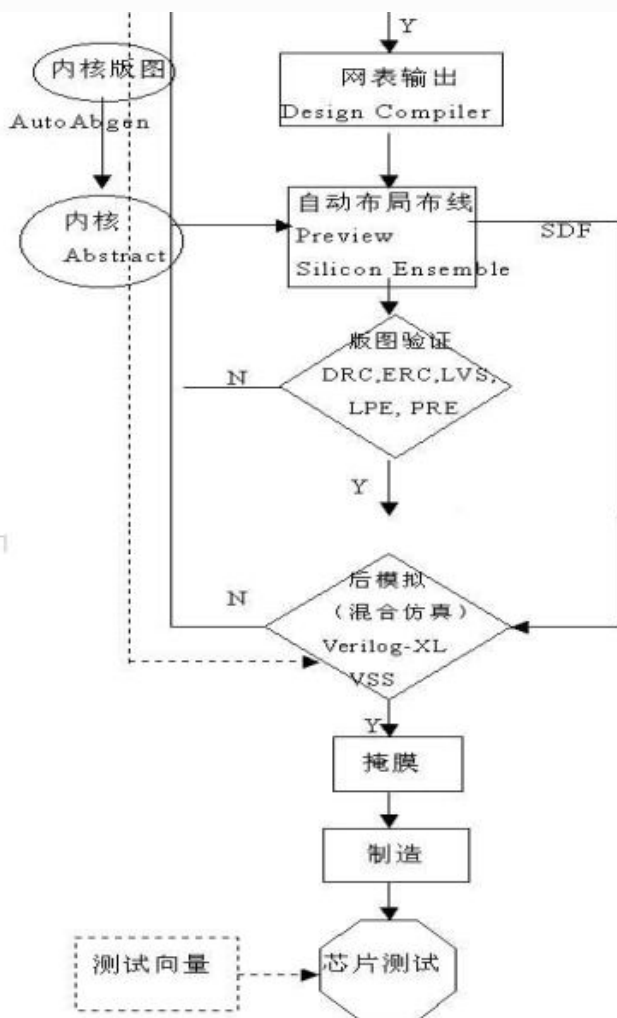 Y
内核版图
网表输出
Design Compiler
AutoAbgen
自动布局布线
Preview
Silicon Ensemble
SDF
内核
Abstract
版图验证
DRC,ERC,LVS,
LPE, PRE
N
Y
后模拟
（混合仿真）
Verilog-XL
VSS
N
Y
掩膜
制造
测试向量
芯片测试